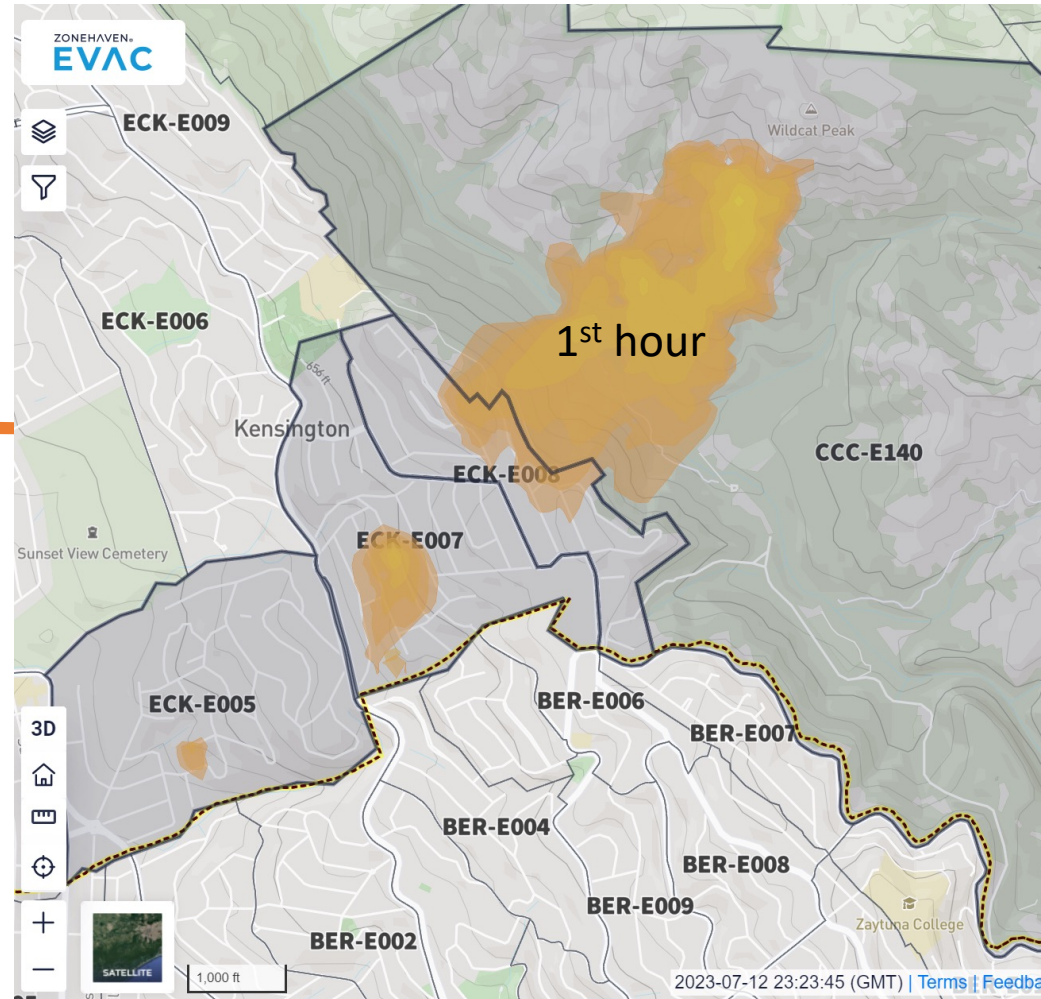 ZONEHAVEN®
EVAC
ECK-E009
Wildcat Peak
ECK-E006
1st hour
656 ft
Kensington
CCC-E140
ECK-E008
ECK-E007
Sunset View Cemetery
ECK-E005
BER-E006
3D
BER-E007
BER-E004
BER-E008
BER-E009
Zaytuna College
BER-E002
SATELLITE
1,000 ft
2023-07-12 23:23:45 (GMT) | Terms | Feedba